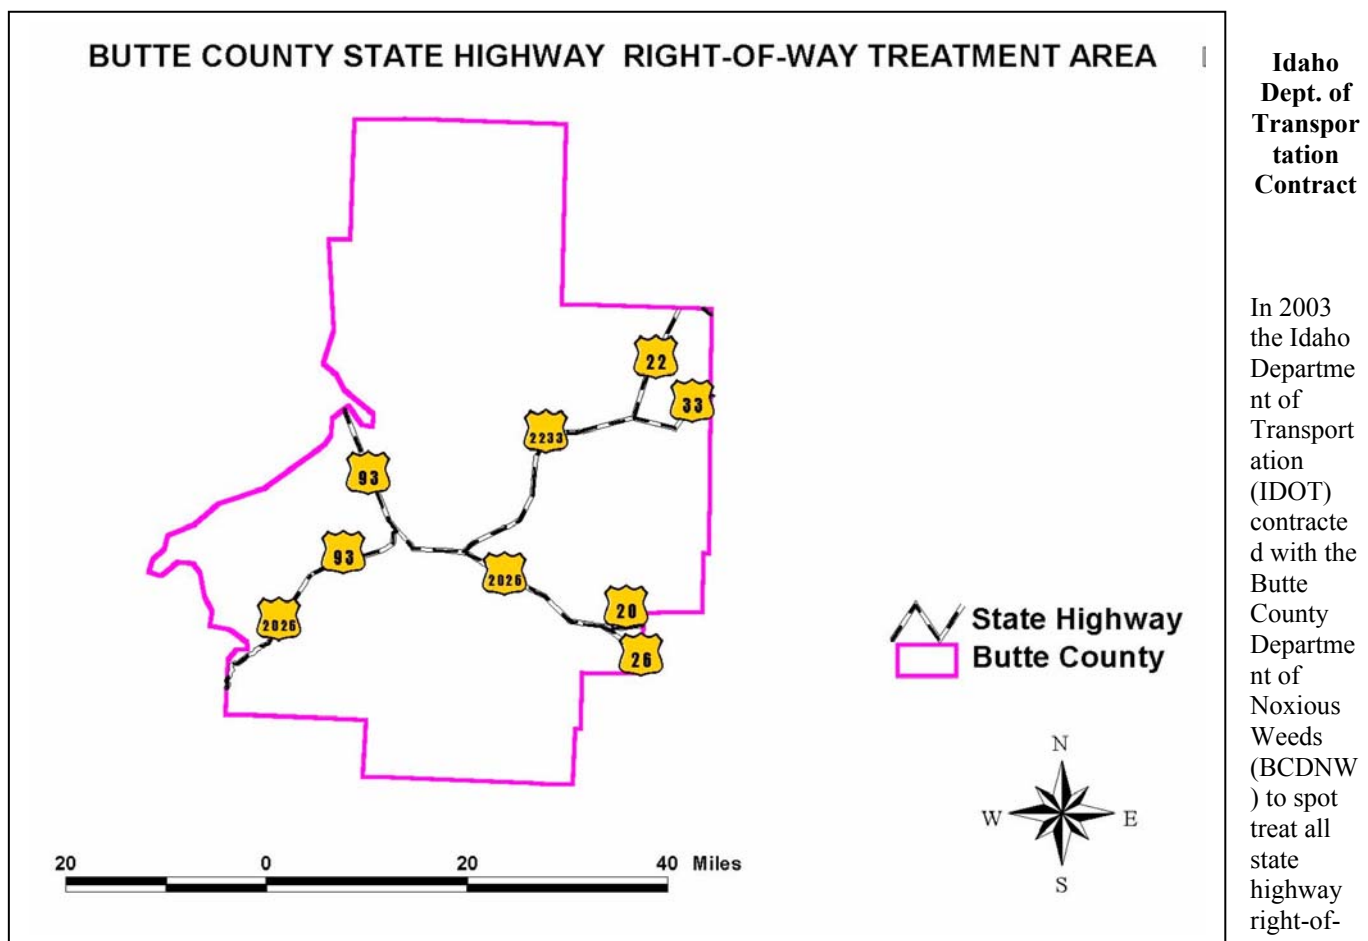 BUTTE COUNTY STATE HIGHWAY RIGHT-OF-WAY TREATMENT AREA
22
33
2233
93
93
2026
20
2026
26
State Highway
Butte County
N
W
E
S
20
0
20
40
Miles
Idaho
Dept. of
Transpor
tation
Contract
In 2003
the Idaho
Departme
nt of
Transport
ation
(IDOT)
contracte
d with the
Butte
County
Departme
nt of
Noxious
Weeds
(BCDNW
) to spot
treat all
state
highway
right-of-